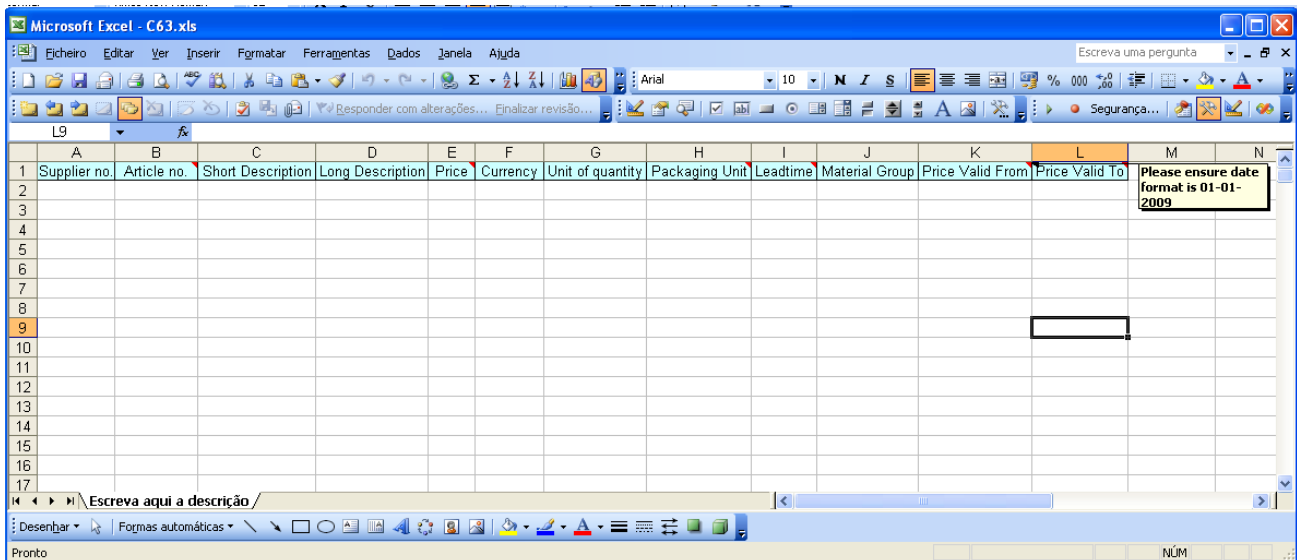 Microsoft Excel - C63.xls
Ficheiro Editar Ver Inserir Formatar Ferramentas Dados Janela Ajuda Escreva uma pergunta
Arial 10 N I S % 000
Responder com alterações... Finalizar revisão... Segurança...
L9 fx
A B C D E F G H I J K L M N
1 Supplier no. Article no. Short Description Long Description Price Currency Unit of quantity Packaging Unit Leadtime Material Group Price Valid From Price Valid To
Please ensure date
format is 01-01-
2009
2
3
4
5
6
7
8
9
10
11
12
13
14
15
16
17
Escreva aqui a descrição
Desenhar Formas automáticas
Pronto NÚM